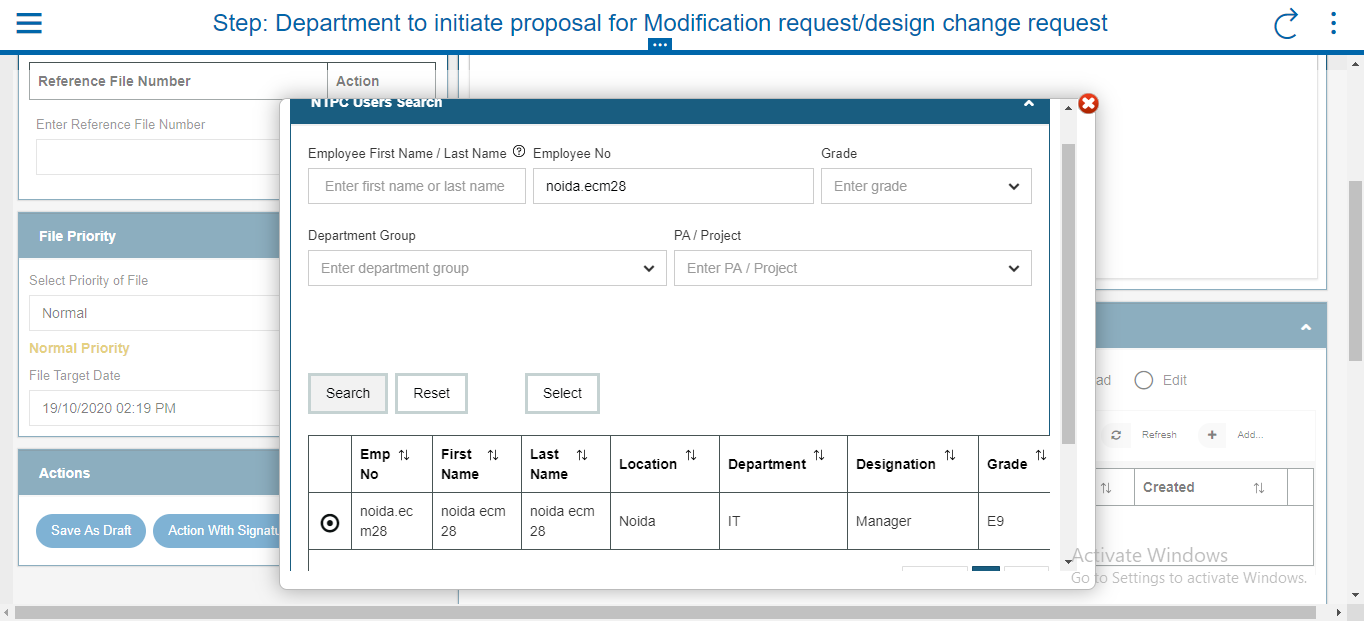 Step: Department to initiate proposal for Modification request/design change request
Reference File Number
Action
Enter Reference File Number
File Priority
Select Priority of File
Normal
Normal Priority
File Target Date
19/10/2020 02:19 PM
Actions
Save As Draft
Action With Signatu
NTPC Users Search
Employee First Name / Last Name
Employee No
Grade
Enter first name or last name
noida.ecm28
Enter grade
Department Group
PA / Project
Enter department group
Enter PA / Project
Search
Reset
Select
Emp No
First Name
Last Name
Location
Department
Designation
Grade
noida.ec
m28
noida ecm
28
noida ecm
28
Noida
IT
Manager
E9
ad
Edit
Refresh
Add...
Created
Activate Windows
Go to Settings to activate Windows.